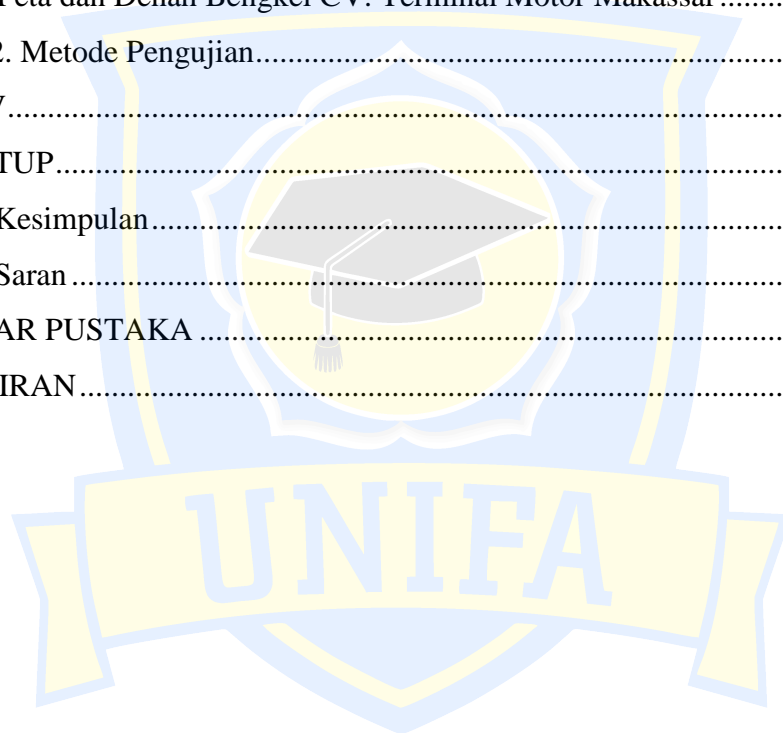 Peta dan Denah Bengkel CV. Terminal Motor Makassar..........
2. Metode Pengujian..........
V..........
TUP..........
Kesimpulan..........
Saran..........
AR PUSTAKA..........
IRAN..........
UNIFA